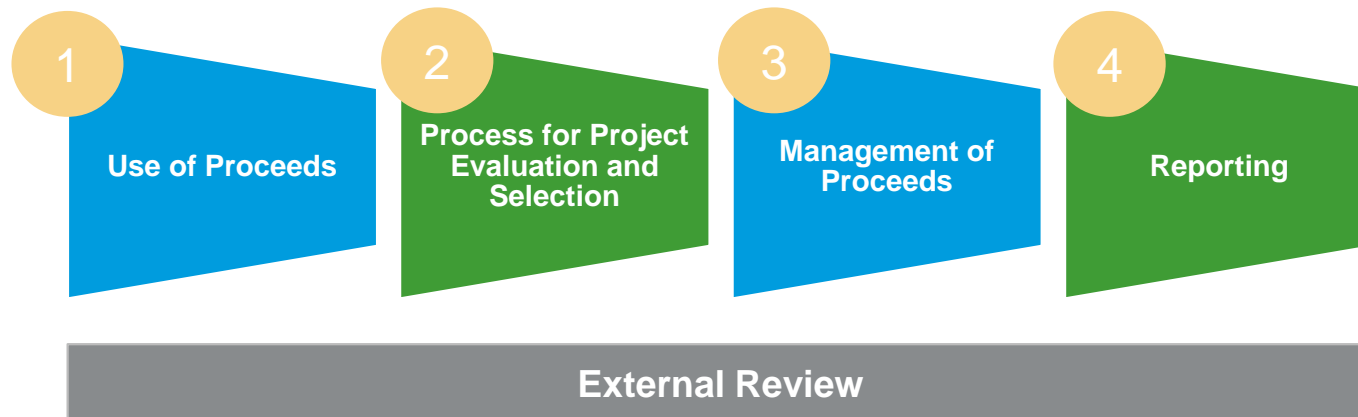 1
Use of Proceeds
2
Process for Project
Evaluation and
Selection
3
Management of
Proceeds
4
Reporting
External Review